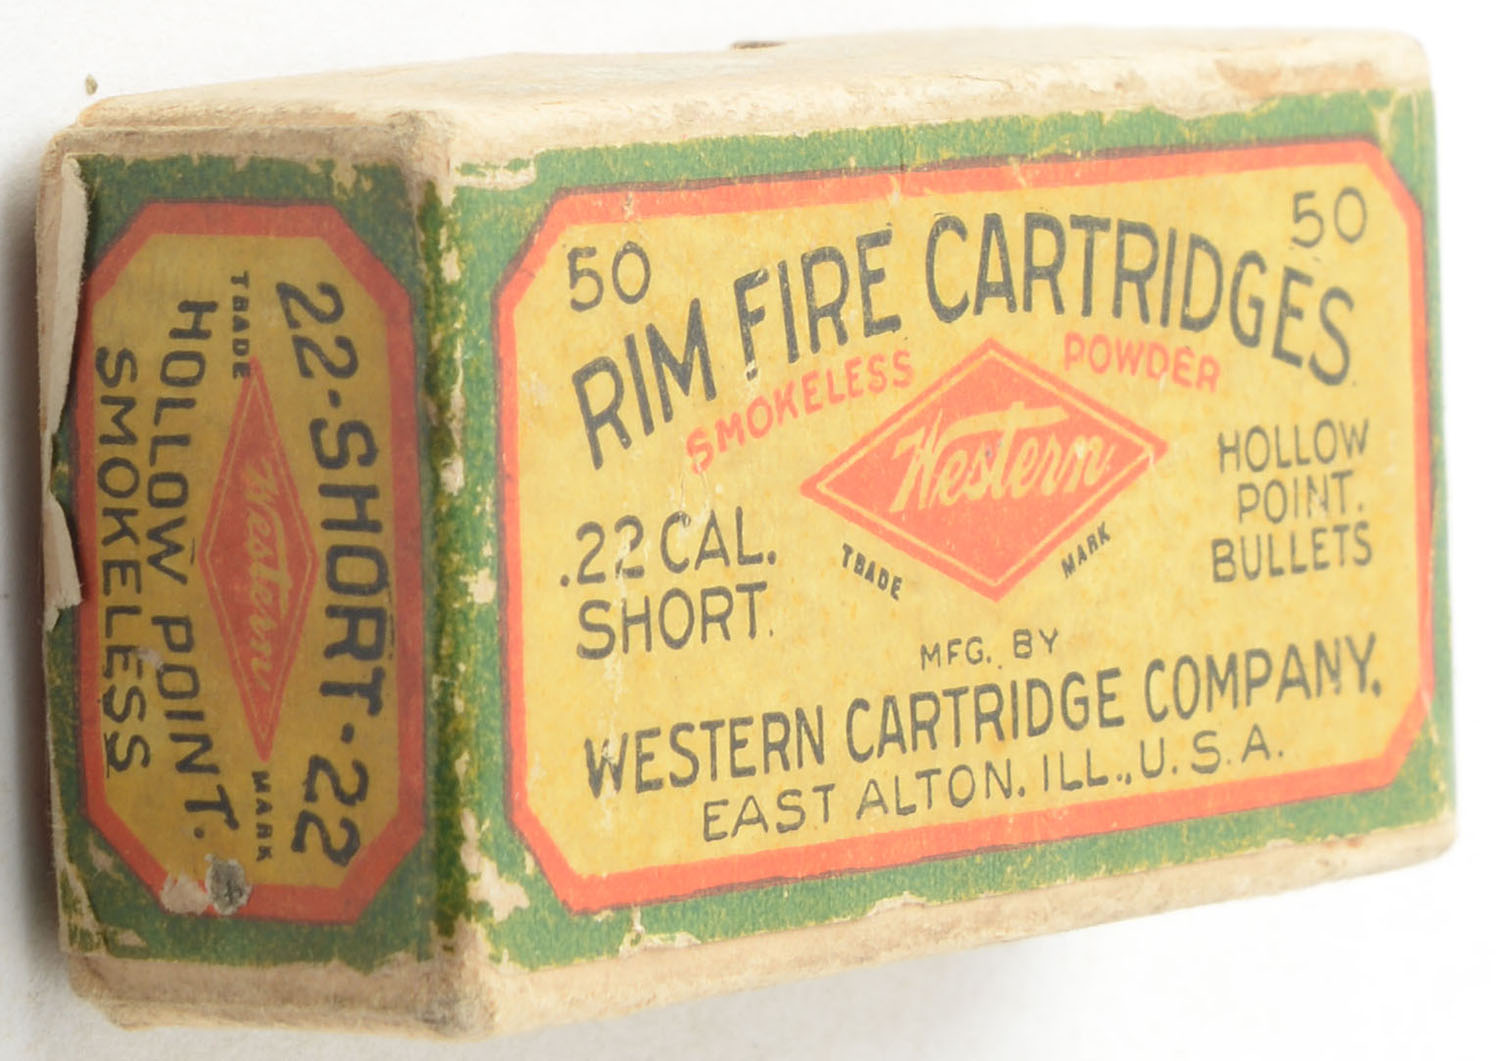 50
50
RIM FIRE CARTRIDGES
SMOKELESS POWDER
Western
TRADE MARK
.22 CAL.
SHORT.
HOLLOW
POINT.
BULLETS
MFG. BY
WESTERN CARTRIDGE COMPANY.
EAST ALTON. ILL., U.S.A.
22-SHORT-22
TRADE
Western
MARK
HOLLOW POINT.
SMOKELESS